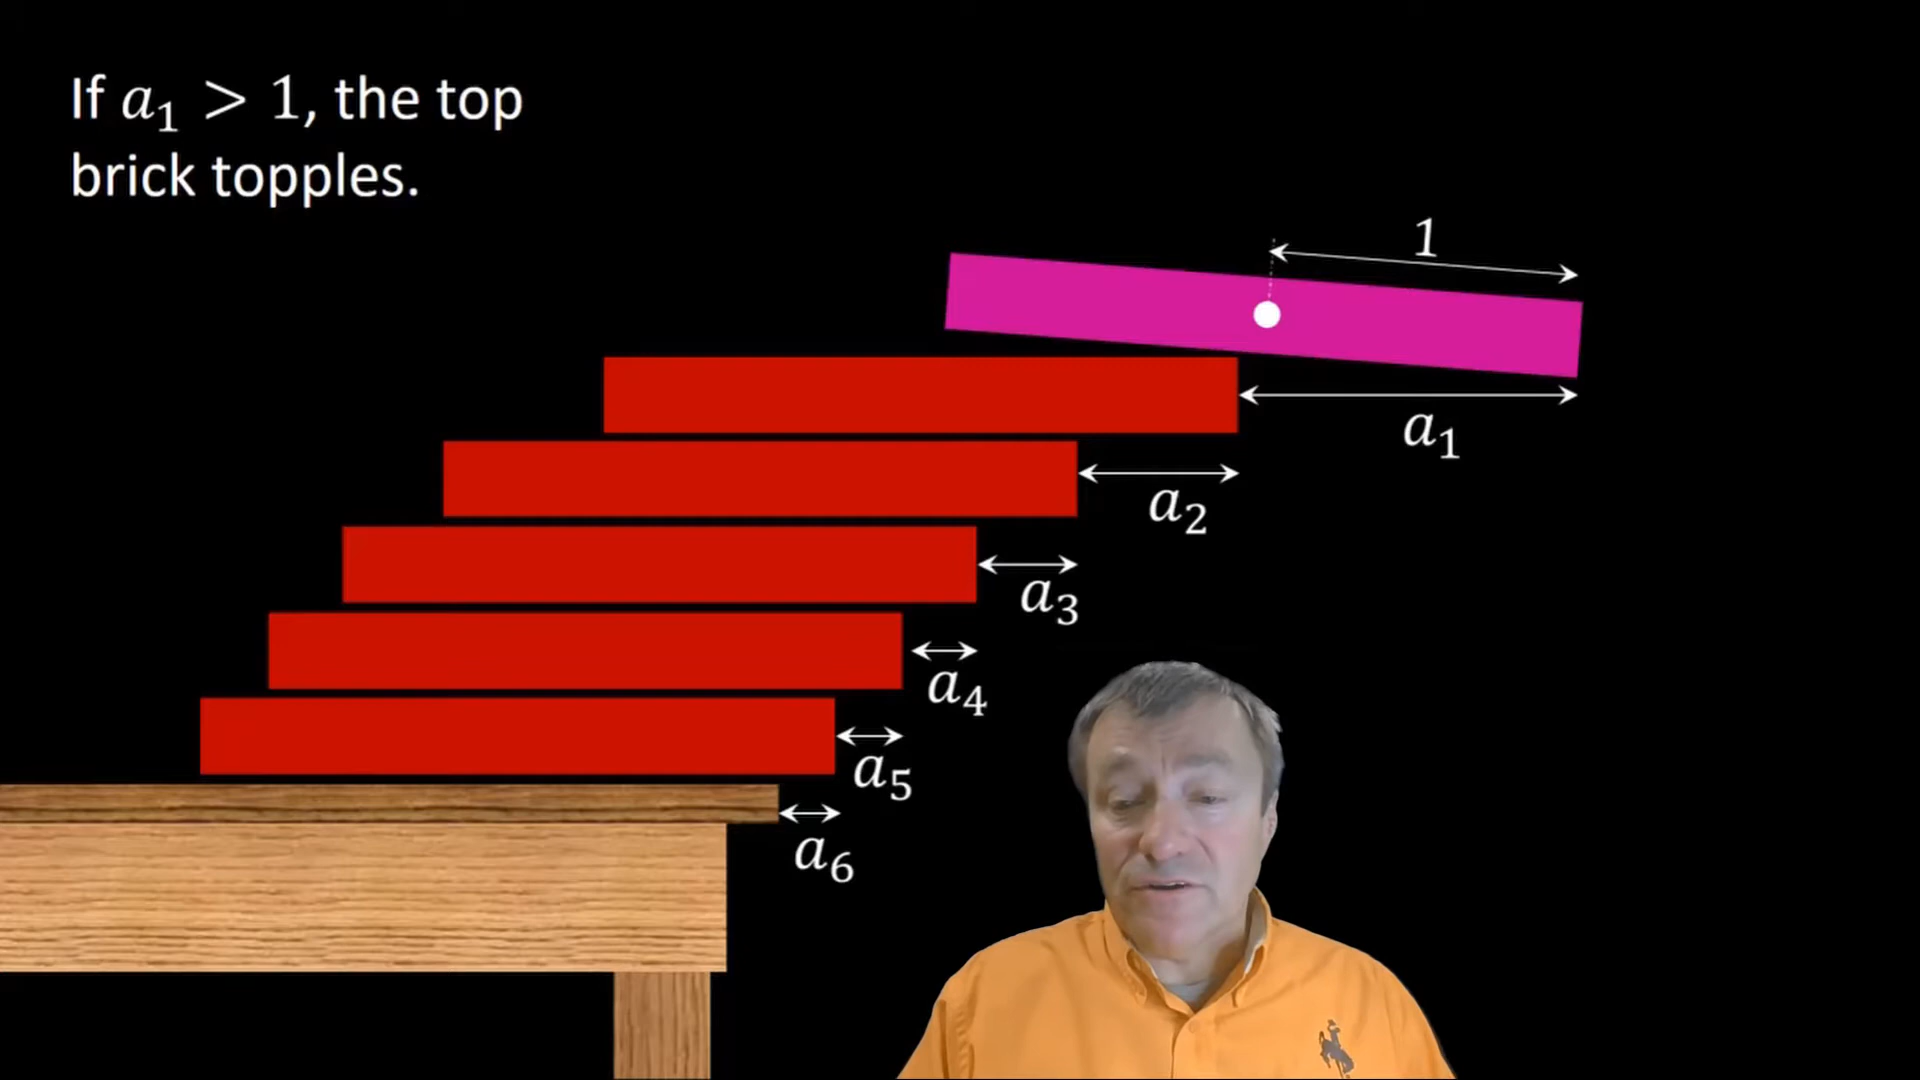 If a₁ > 1, the top
brick topples.
1
a₁
a₂
a₃
a₄
a₅
a₆